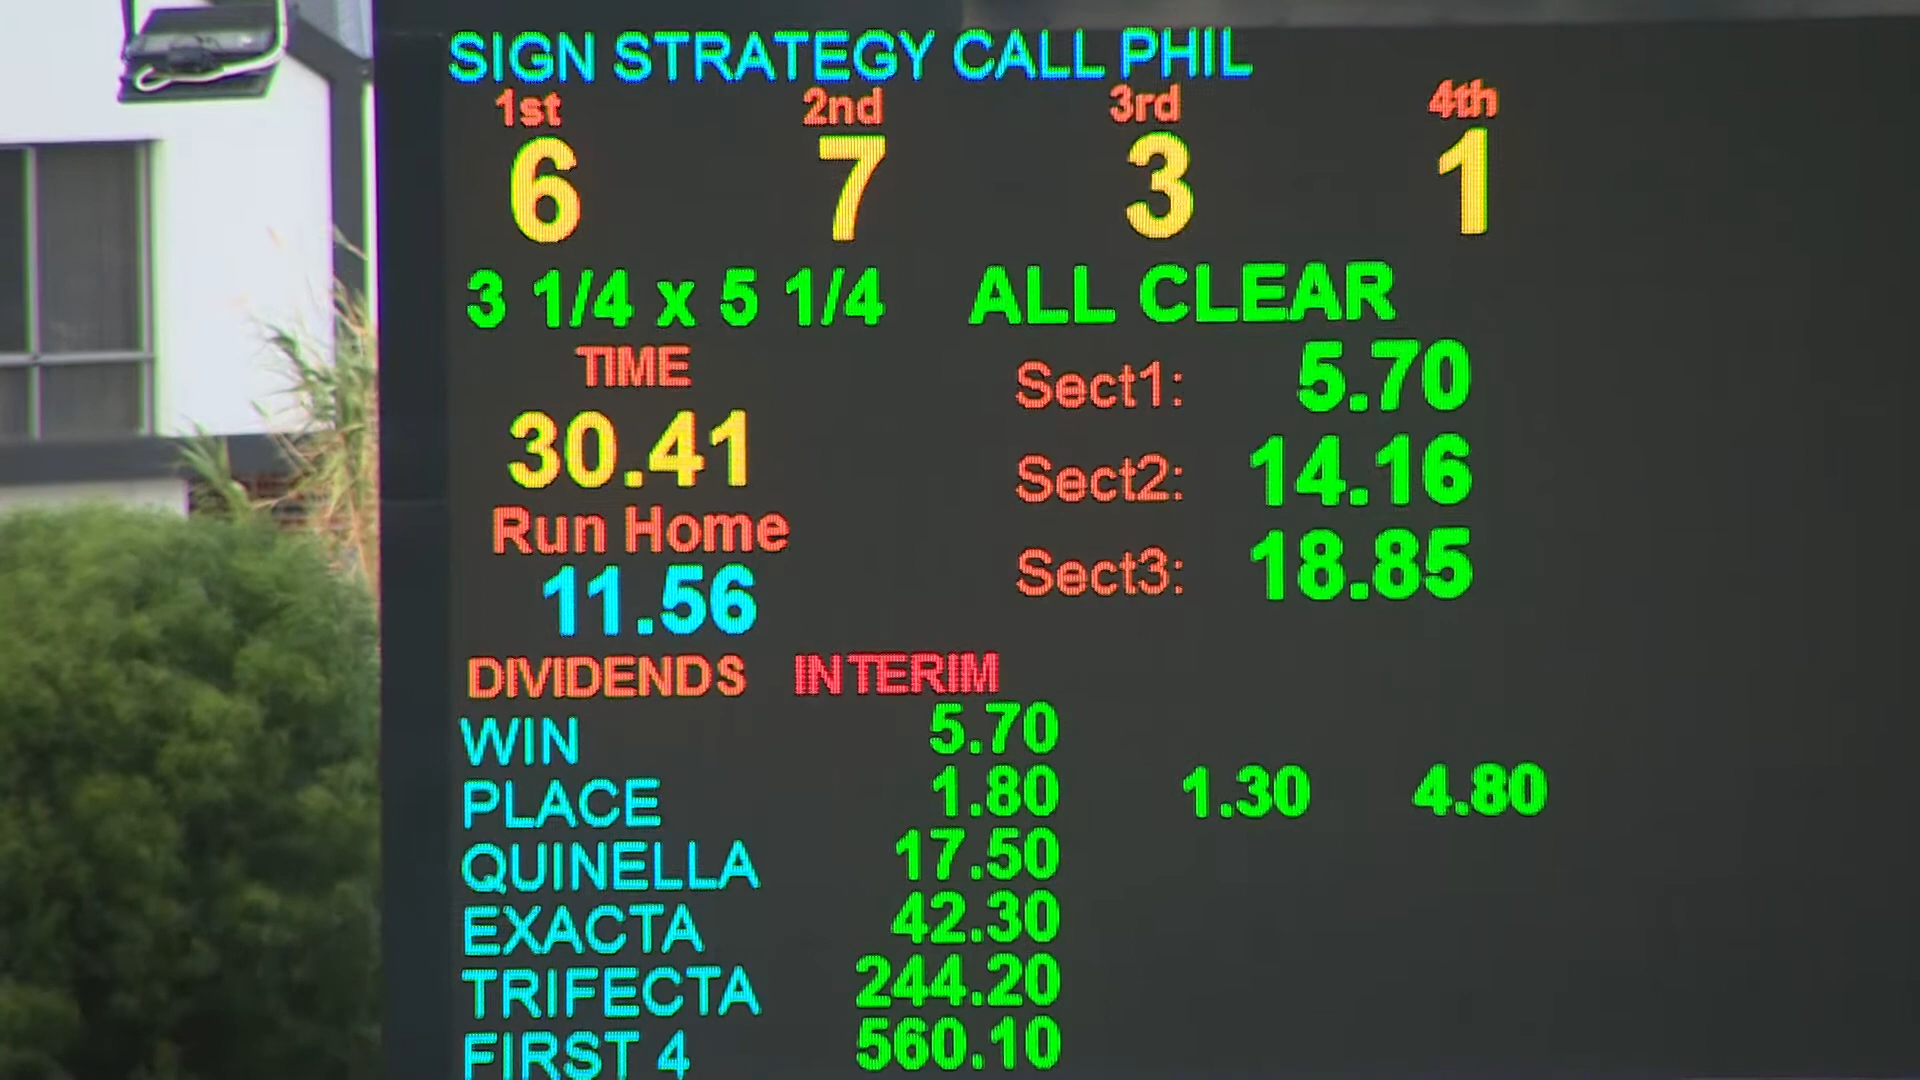 SIGN STRATEGY CALL PHIL
1st 2nd 3rd 4th
6 7 3 1
3 1/4 x 5 1/4 ALL CLEAR
TIME
Sect1: 5.70
30.41
Sect2: 14.16
Run Home
Sect3: 18.85
11.56
DIVIDENDS INTERIM
WIN 5.70
PLACE 1.80 1.30 4.80
QUINELLA 17.50
EXACTA 42.30
TRIFECTA 244.20
FIRST 4 560.10